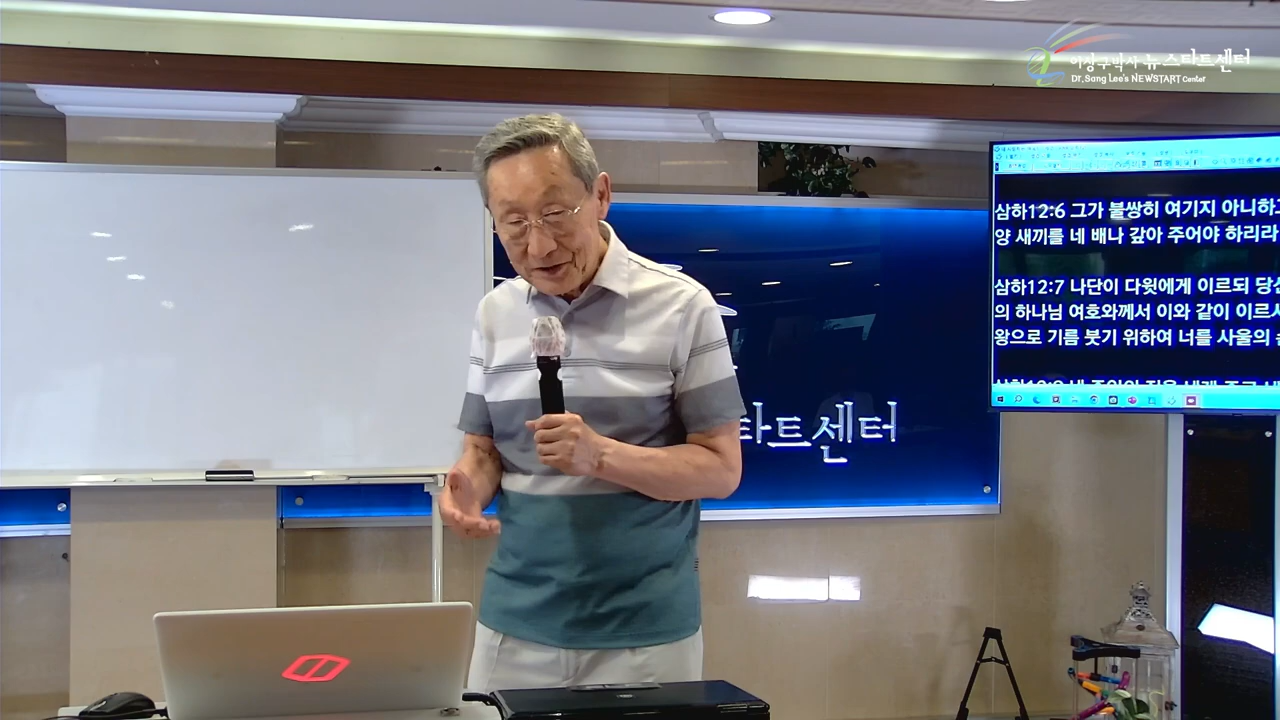 이상구박사 뉴스타트센터
Dr. Sang Lee's NEWSTART Center
삼하12:6 그가 불쌍히 여기지 아니하고
양 새끼를 네 배나 갚아 주어야 하리라
삼하12:7 나단이 다윗에게 이르되
의 하나님 여호와께서 이와 같이 이르시
왕으로 기름 붓기 위하여 너를 사울의
타트센터